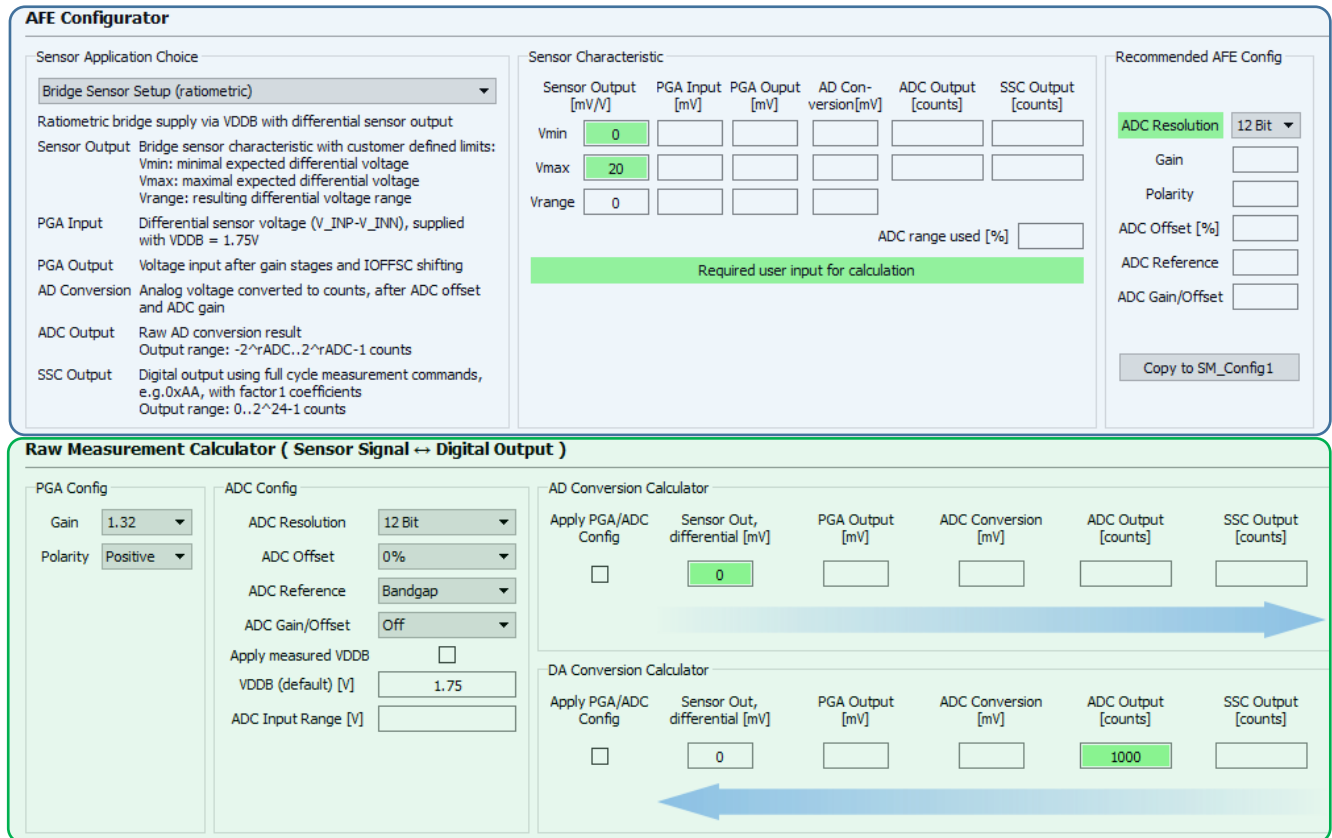 AFE Configurator
Sensor Application Choice
Bridge Sensor Setup (ratiometric)
Ratiometric bridge supply via VDDB with differential sensor output
Sensor Output Bridge sensor characteristic with customer defined limits:
Vmin: minimal expected differential voltage
Vmax: maximal expected differential voltage
Vrange: resulting differential voltage range
PGA Input Differential sensor voltage (V_INP-V_INN), supplied
with VDDB = 1.75V
PGA Output Voltage input after gain stages and IOFFSC shifting
AD Conversion Analog voltage converted to counts, after ADC offset
and ADC gain
ADC Output Raw AD conversion result
Output range: -2^rADC..2^rADC-1 counts
SSC Output Digital output using full cycle measurement commands,
e.g.0xAA, with factor1 coefficients
Output range: 0..2^24-1 counts
Sensor Characteristic
Sensor Output PGA Input PGA Ouput AD Con- ADC Output SSC Output
[mV/V] [mV] [mV] version[mV] [counts] [counts]
Vmin 0
Vmax 20
Vrange 0
ADC range used [%]
Required user input for calculation
Recommended AFE Config
ADC Resolution 12 Bit
Gain
Polarity
ADC Offset [%]
ADC Reference
ADC Gain/Offset
Copy to SM_Config1
Raw Measurement Calculator ( Sensor Signal ↔ Digital Output )
PGA Config
Gain 1.32
Polarity Positive
ADC Config
ADC Resolution 12 Bit
ADC Offset 0%
ADC Reference Bandgap
ADC Gain/Offset Off
Apply measured VDDB
VDDB (default) [V] 1.75
ADC Input Range [V]
AD Conversion Calculator
Apply PGA/ADC Sensor Out, PGA Output ADC Conversion ADC Output SSC Output
Config differential [mV] [mV] [mV] [counts] [counts]
0
DA Conversion Calculator
Apply PGA/ADC Sensor Out, PGA Output ADC Conversion ADC Output SSC Output
Config differential [mV] [mV] [mV] [counts] [counts]
0 1000